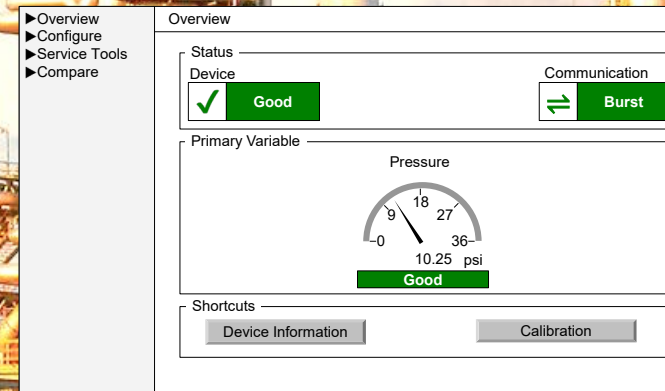 ▶Overview
▶Configure
▶Service Tools
▶Compare
Overview
Status
Device
Communication
Good
Burst
Primary Variable
Pressure
0
9
18
27
36
10.25 psi
Good
Shortcuts
Device Information
Calibration